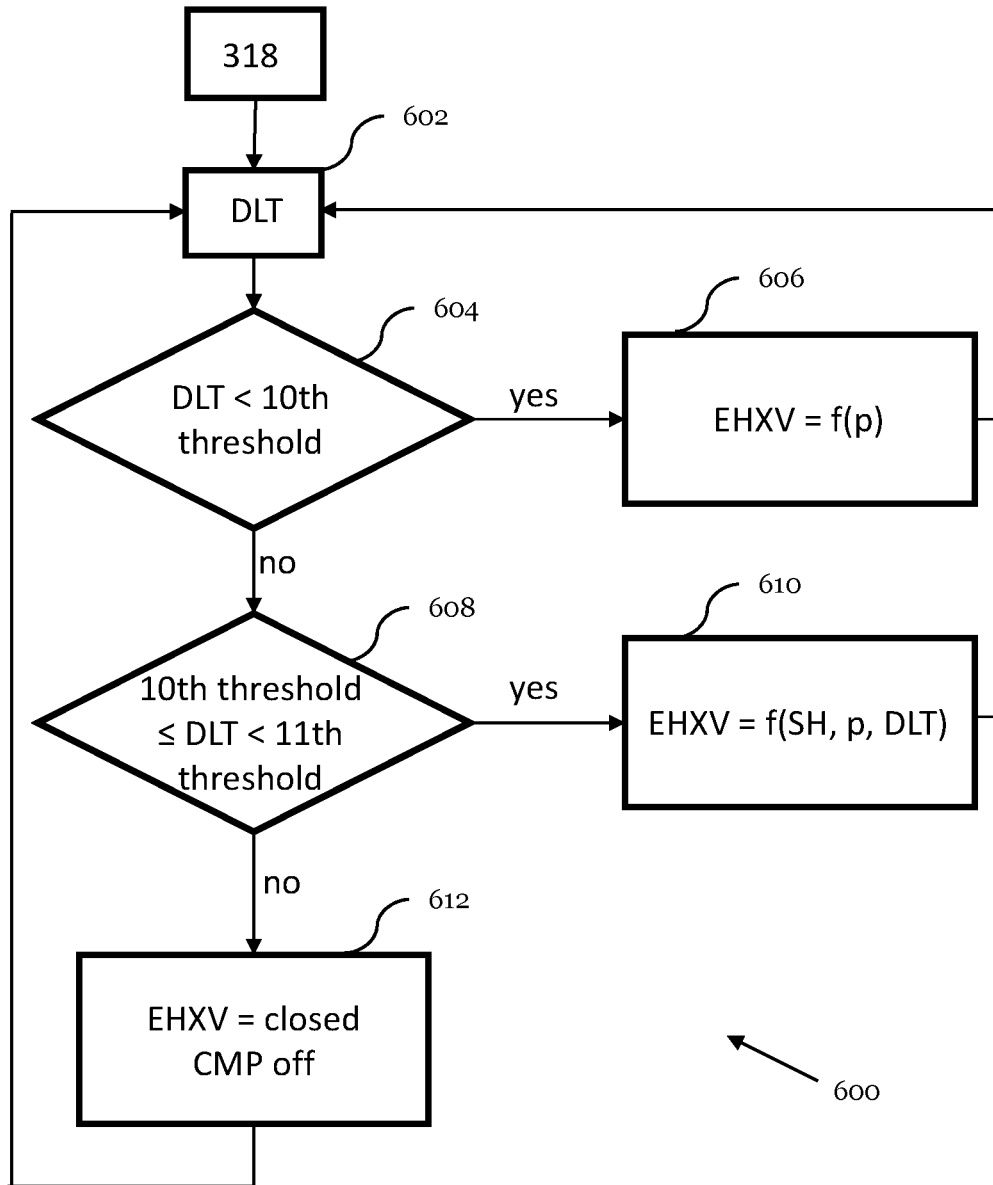 318
602
DLT
604
606
DLT < 10th
threshold
yes
EHXV = f(p)
no
608
610
10th threshold
≤ DLT < 11th
threshold
yes
EHXV = f(SH, p, DLT)
no
612
EHXV = closed
CMP off
600